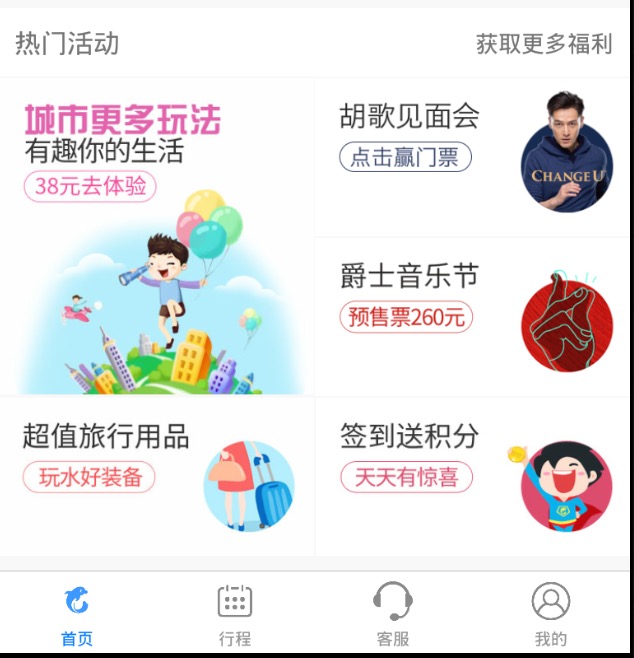 热门活动
获取更多福利
城市更多玩法
有趣你的生活
38元去体验
胡歌见面会
点击赢门票
CHANGE U
爵士音乐节
预售票260元
超值旅行用品
玩水好装备
签到送积分
天天有惊喜
首页
行程
客服
我的